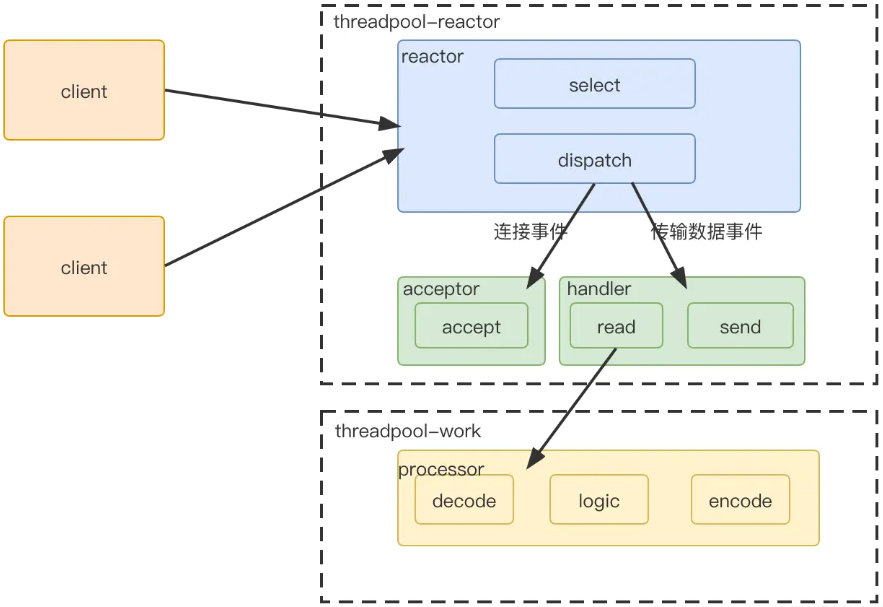 threadpool-reactor
reactor
client
select
dispatch
连接事件
传输数据事件
client
acceptor
handler
accept
read
send
threadpool-work
processor
decode
logic
encode